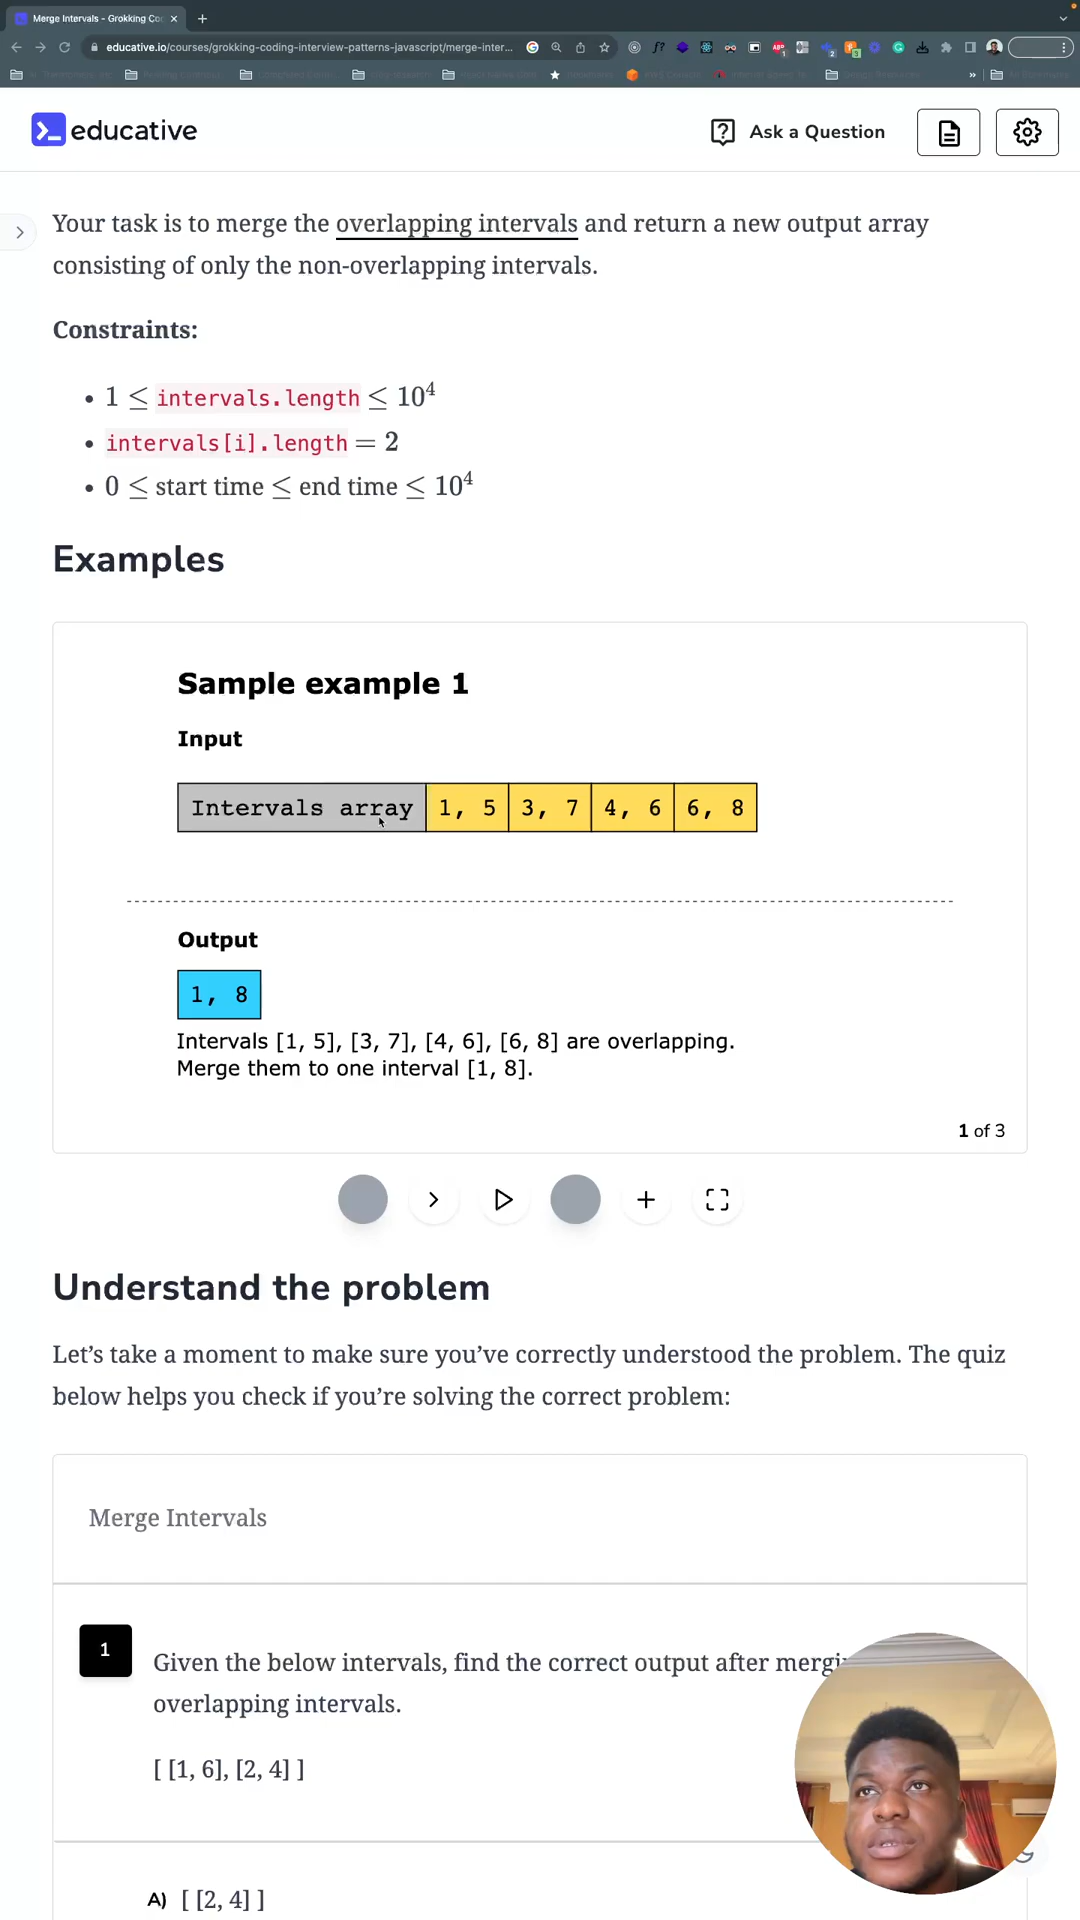 Merge Intervals - Grokking Co
educative.io/courses/grokking-coding-interview-patterns-javascript/merge-inter...
educative
Ask a Question
Your task is to merge the overlapping intervals and return a new output array
consisting of only the non-overlapping intervals.
Constraints:
• 1 ≤ intervals.length ≤ 10⁴
• intervals[i].length = 2
• 0 ≤ start time ≤ end time ≤ 10⁴
Examples
Sample example 1
Input
Intervals array 1, 5 3, 7 4, 6 6, 8
Output
1, 8
Intervals [1, 5], [3, 7], [4, 6], [6, 8] are overlapping.
Merge them to one interval [1, 8].
1 of 3
Understand the problem
Let’s take a moment to make sure you’ve correctly understood the problem. The quiz
below helps you check if you’re solving the correct problem:
Merge Intervals
1
Given the below intervals, find the correct output after mergi
overlapping intervals.
[ [1, 6], [2, 4] ]
A) [ [2, 4] ]